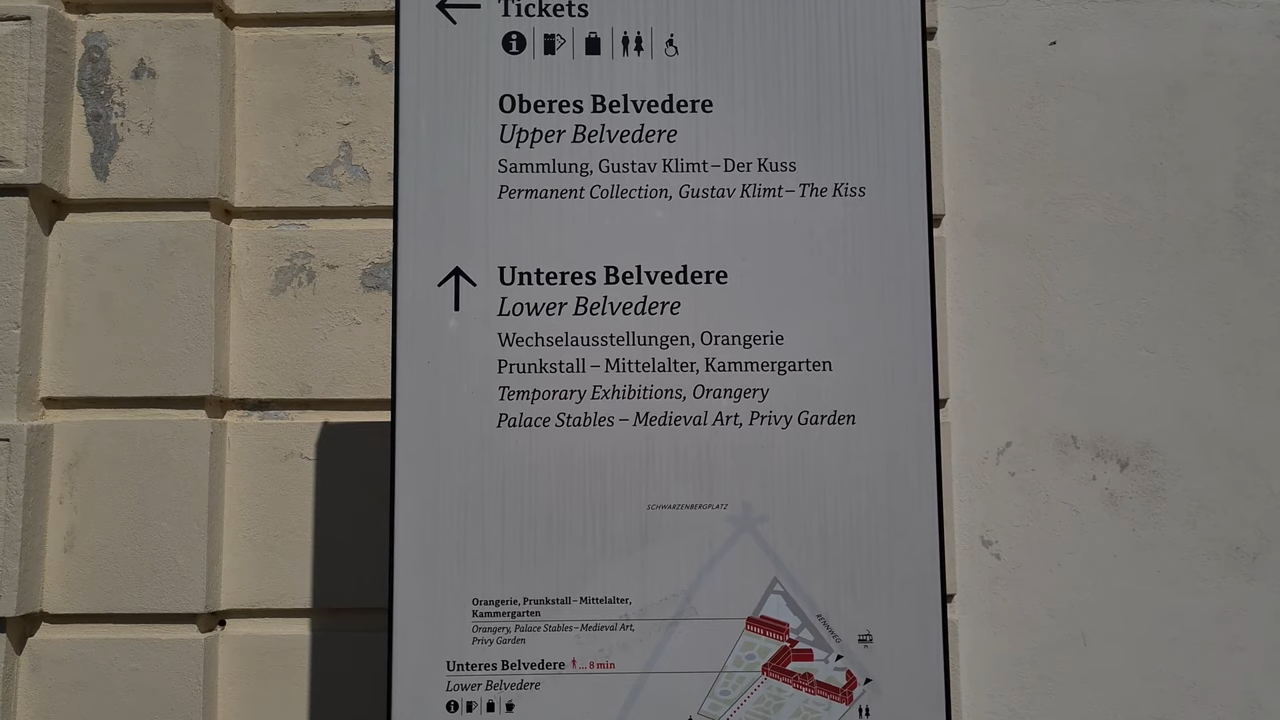 Tickets
Oberes Belvedere
Upper Belvedere
Sammlung, Gustav Klimt – Der Kuss
Permanent Collection, Gustav Klimt – The Kiss
Unteres Belvedere
Lower Belvedere
Wechselausstellungen, Orangerie
Prunkstall – Mittelalter, Kammergarten
Temporary Exhibitions, Orangery
Palace Stables – Medieval Art, Privy Garden
SCHWARZENBERGPLATZ
Orangerie, Prunkstall – Mittelalter,
Kammergarten
Orangery, Palace Stables – Medieval Art,
Privy Garden
RENNWEG
Unteres Belvedere ... 8 min
Lower Belvedere